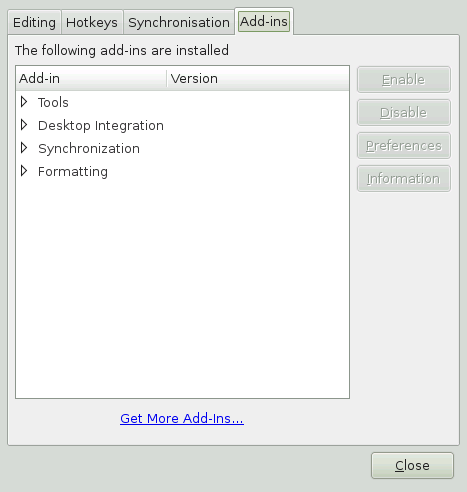 Editing Hotkeys Synchronisation Add-ins
The following add-ins are installed
Add-in Version
Tools
Desktop Integration
Synchronization
Formatting
Enable
Disable
Preferences
Information
Get More Add-Ins...
Close